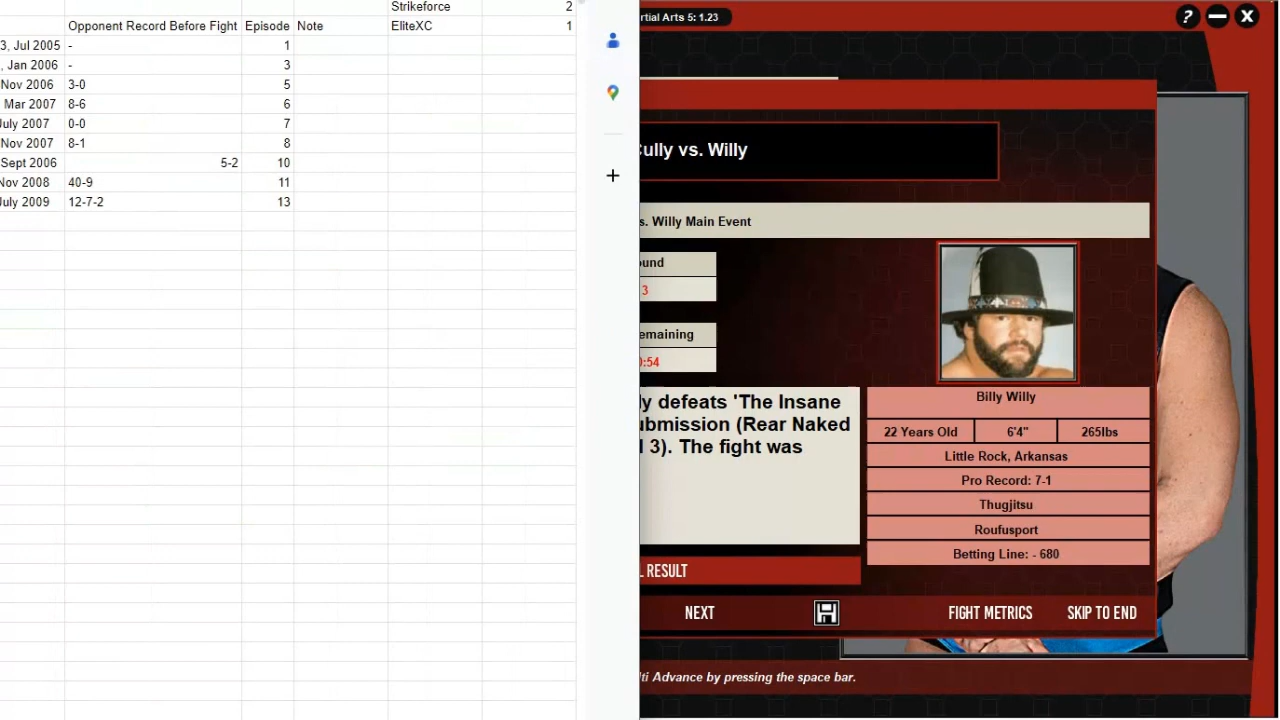 Strikeforce 2
Opponent Record Before Fight Episode Note EliteXC 1
3, Jul 2005 - 1
, Jan 2006 - 3
Nov 2006 3-0 5
Mar 2007 8-6 6
July 2007 0-0 7
Nov 2007 8-1 8
Sept 2006 5-2 10
Nov 2008 40-9 11
July 2009 12-7-2 13
rtial Arts 5: 1.23
?
Cully vs. Willy
s. Willy Main Event
ound
3
emaining
0:54
ly defeats 'The Insane
ubmission (Rear Naked
l 3). The fight was
L RESULT
Billy Willy
22 Years Old 6'4" 265lbs
Little Rock, Arkansas
Pro Record: 7-1
Thugjitsu
Roufusport
Betting Line: - 680
NEXT FIGHT METRICS SKIP TO END
lti Advance by pressing the space bar.